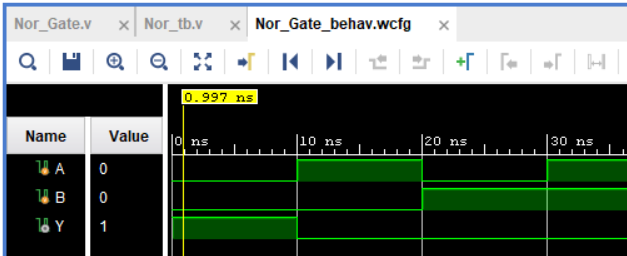 Nor_Gate.v × Nor_tb.v × Nor_Gate_behav.wcfg ×
0.997 ns
Name Value 0 ns 10 ns 20 ns 30 ns
A 0
B 0
Y 1